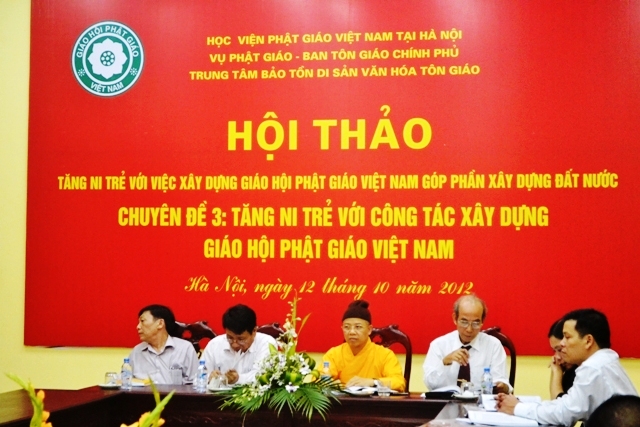 GIÁO HỘI PHẬT GIÁO
VIỆT NAM
HỌC VIỆN PHẬT GIÁO VIỆT NAM TẠI HÀ NỘI
VỤ PHẬT GIÁO - BAN TÔN GIÁO CHÍNH PHỦ
TRUNG TÂM BẢO TỒN DI SẢN VĂN HÓA TÔN GIÁO
HỘI THẢO
TĂNG NI TRẺ VỚI VIỆC XÂY DỰNG GIÁO HỘI PHẬT GIÁO VIỆT NAM GÓP PHẦN XÂY DỰNG ĐẤT NƯỚC
CHUYÊN ĐỀ 3: TĂNG NI TRẺ VỚI CÔNG TÁC XÂY DỰNG
GIÁO HỘI PHẬT GIÁO VIỆT NAM
Hà Nội, ngày 12 tháng 10 năm 2012